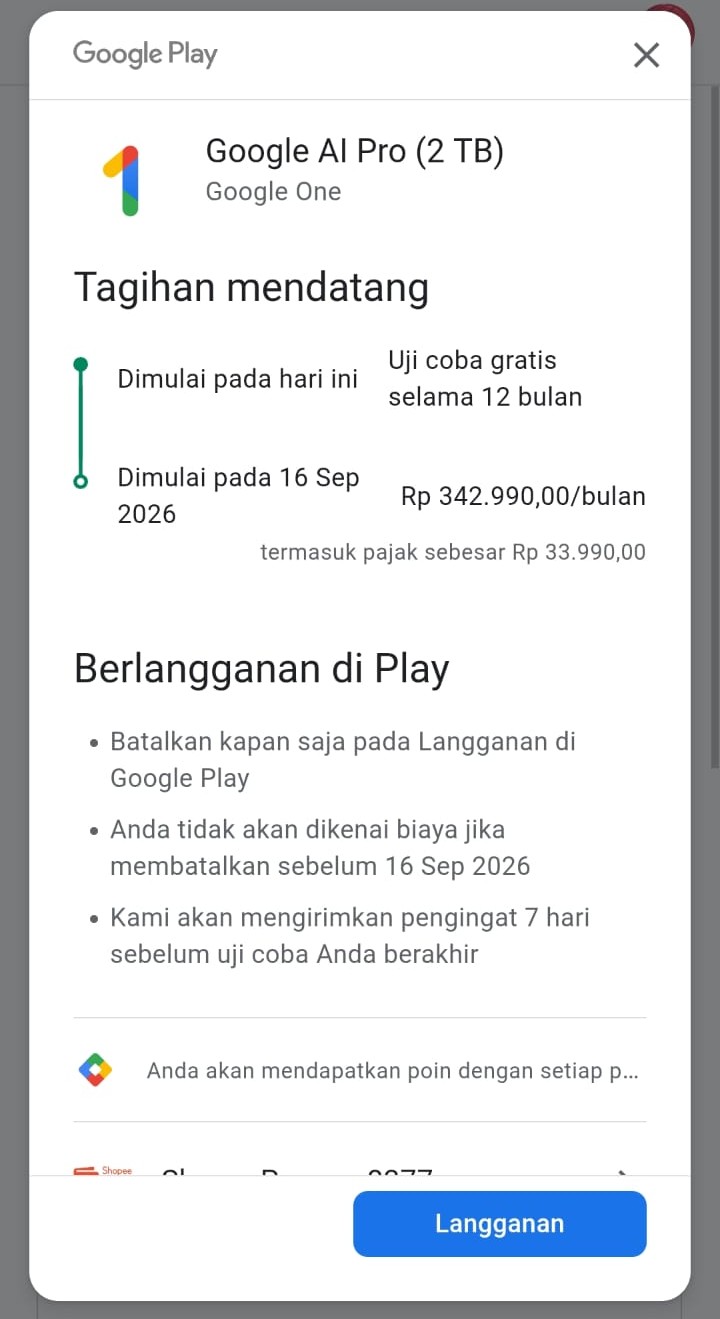 Google Play
Google AI Pro (2 TB)
Google One
Tagihan mendatang
Dimulai pada hari ini
Uji coba gratis
selama 12 bulan
Dimulai pada 16 Sep
2026
Rp 342.990,00/bulan
termasuk pajak sebesar Rp 33.990,00
Berlangganan di Play
Batalkan kapan saja pada Langganan di
Google Play
Anda tidak akan dikenai biaya jika
membatalkan sebelum 16 Sep 2026
Kami akan mengirimkan pengingat 7 hari
sebelum uji coba Anda berakhir
Anda akan mendapatkan poin dengan setiap p...
Shopee
Langganan